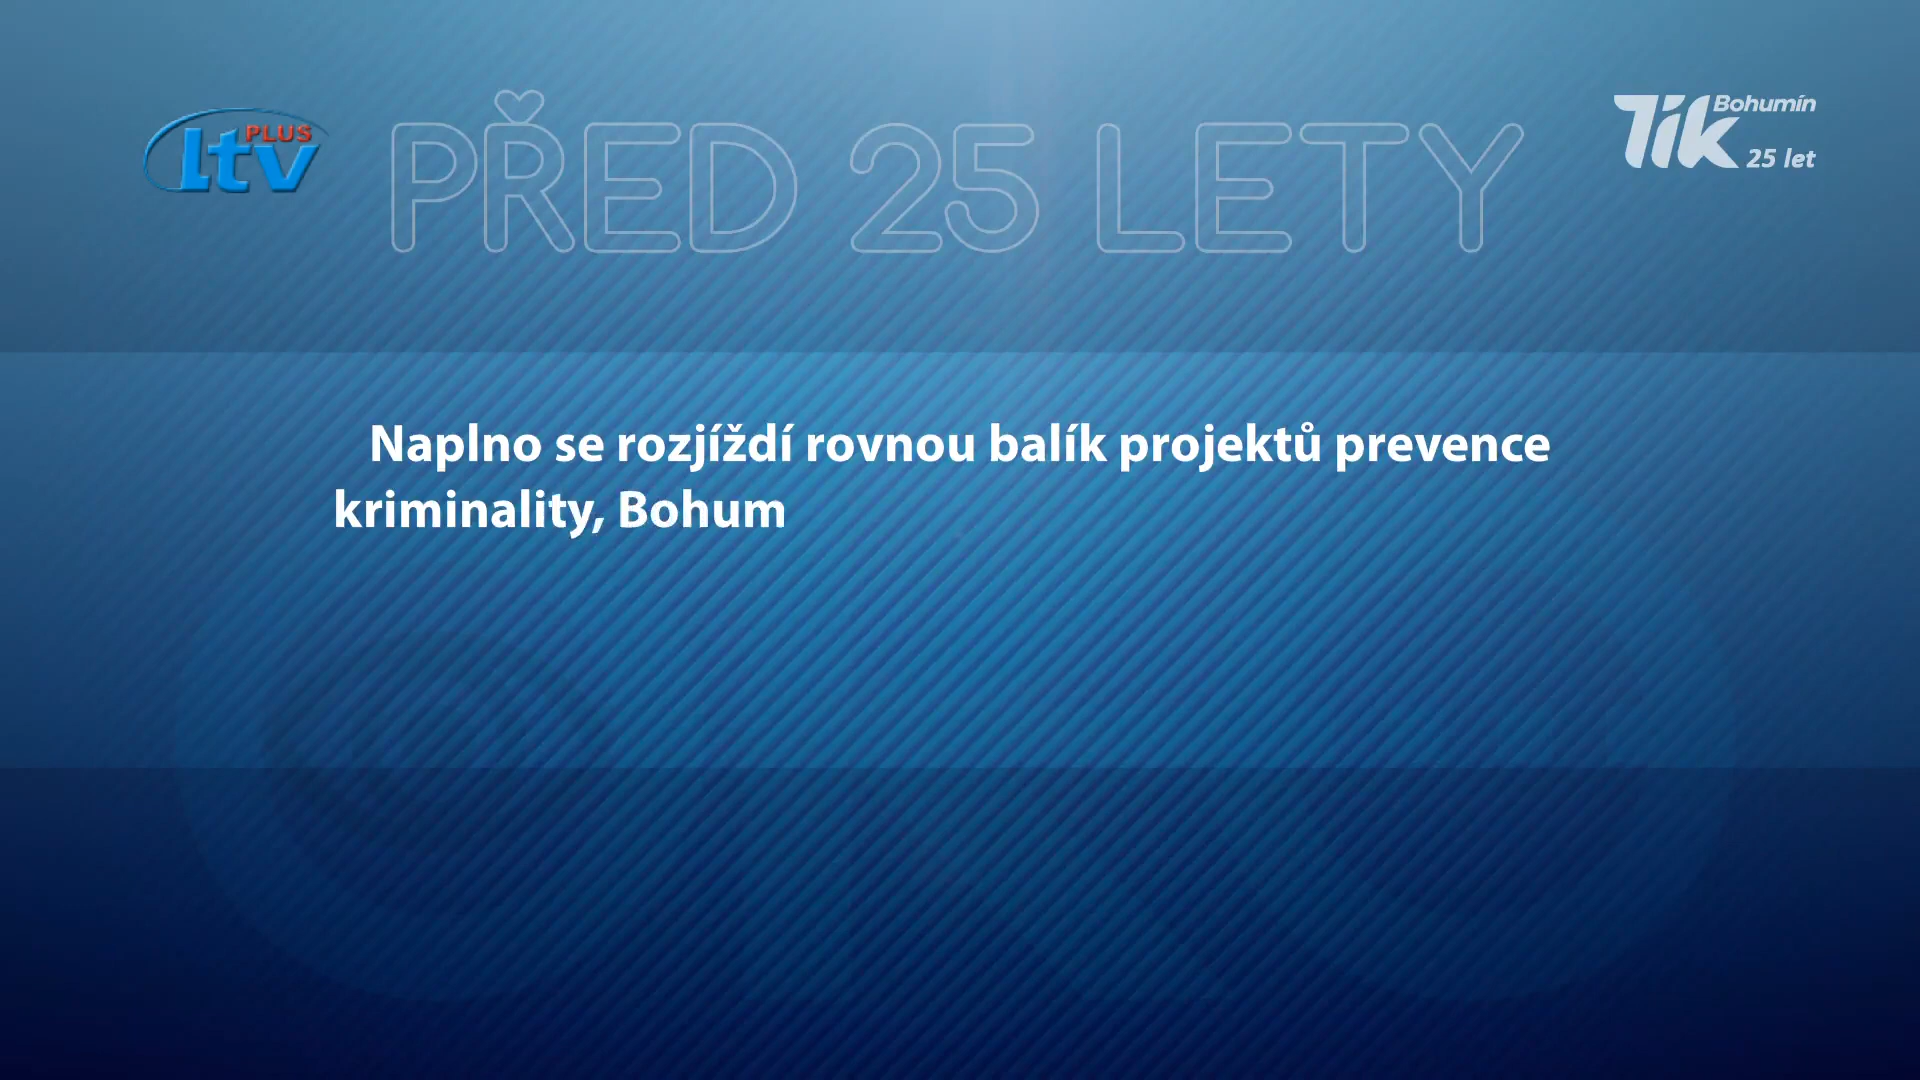 ltv PLUS
PŘED 25 LETY
Tik Bohumín
25 let
Naplno se rozjíždí rovnou balík projektů prevence
kriminality, Bohum